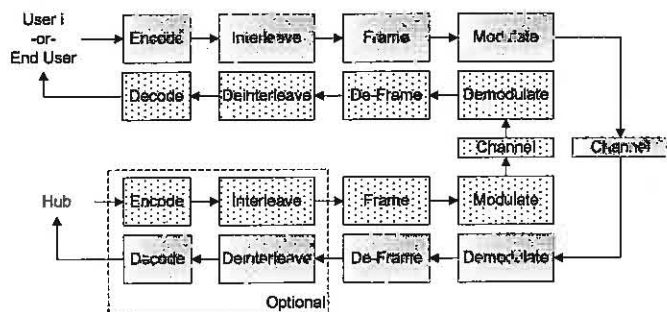 User i
-or-
End User
Encode
Interleave
Frame
Modulate
Decode
Deinterleave
De-Frame
Demodulate
Channel
Channel
Hub
Encode
Interleave
Frame
Modulate
Decode
Deinterleave
De-Frame
Demodulate
Optional